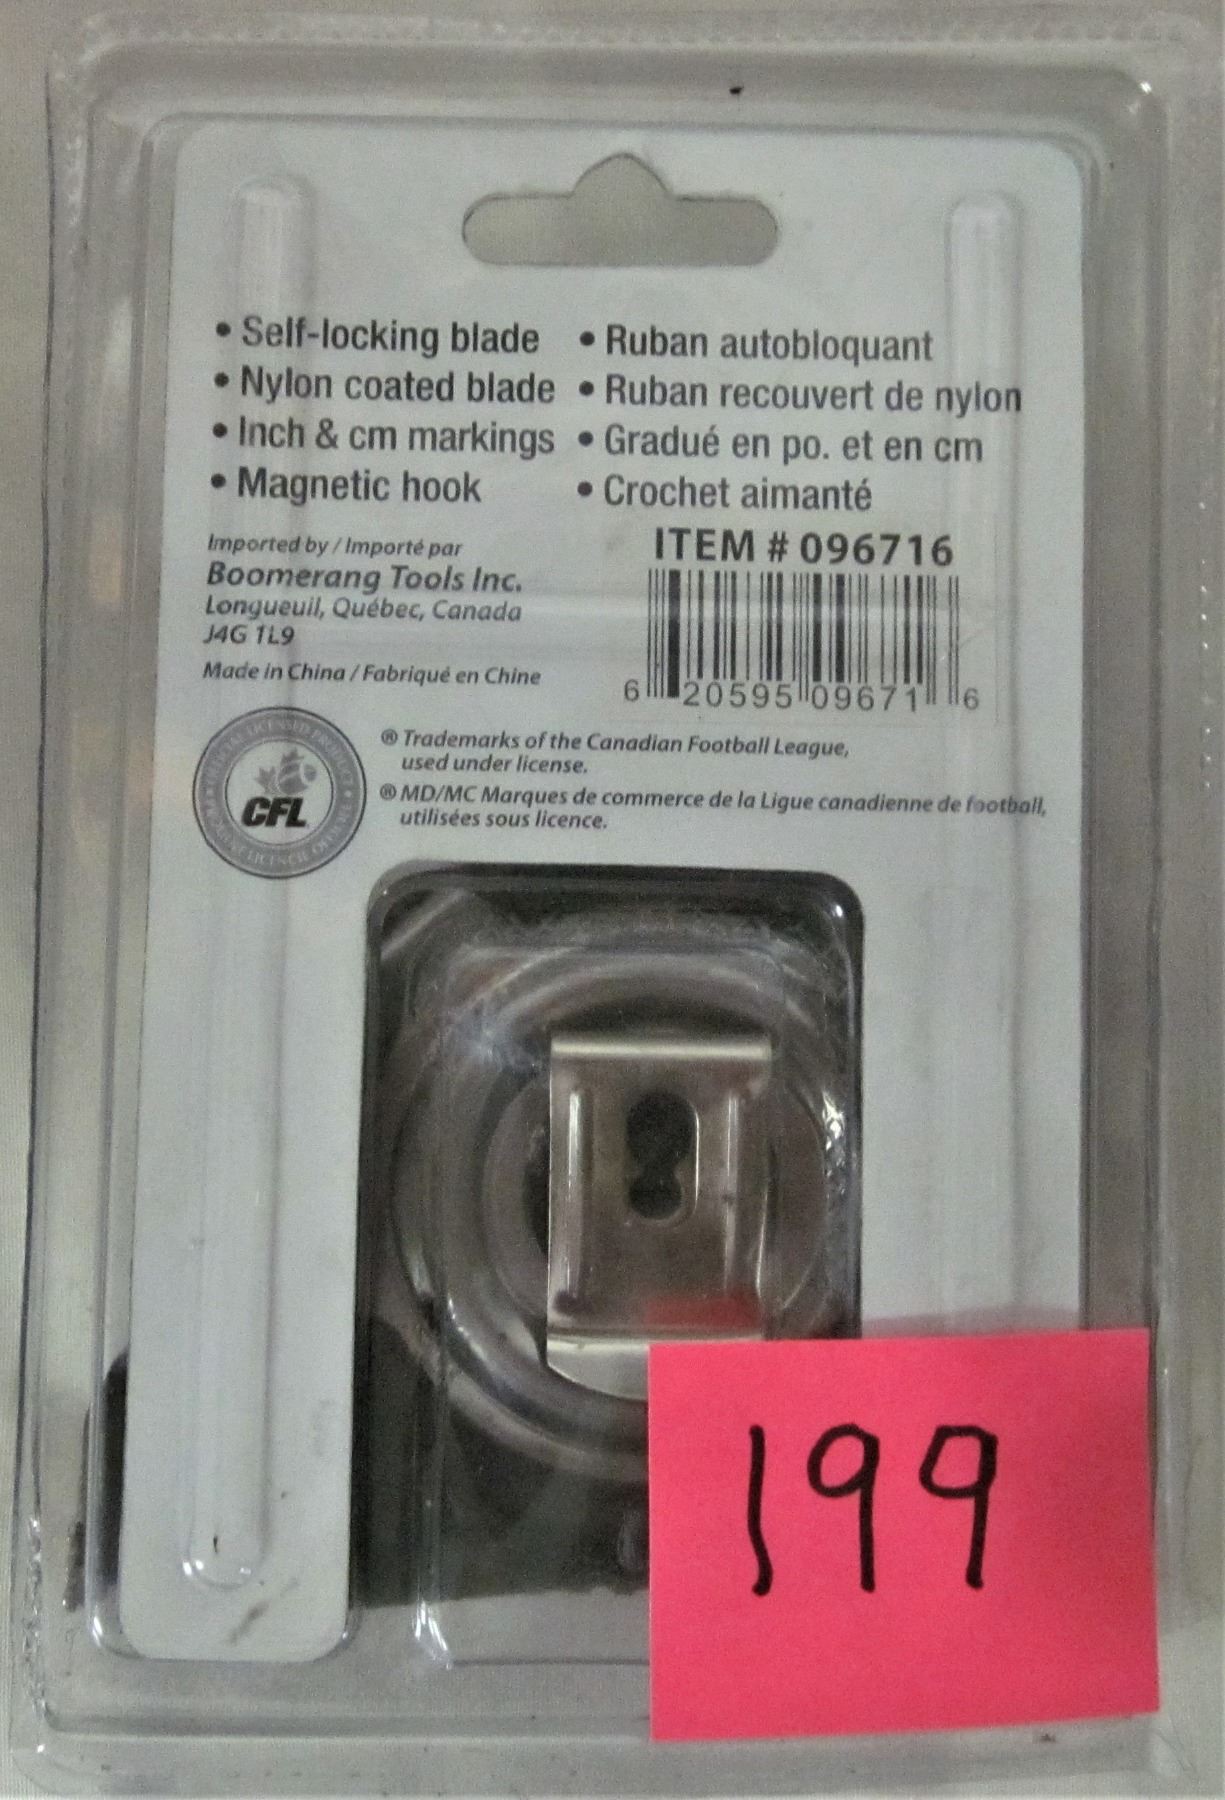 • Self-locking blade
• Nylon coated blade
• Inch & cm markings
• Magnetic hook
• Ruban autobloquant
• Ruban recouvert de nylon
• Gradué en po. et en cm
• Crochet aimanté
Imported by / Importé par
Boomerang Tools Inc.
Longueuil, Québec, Canada
J4G 1L9
Made in China / Fabriqué en Chine
ITEM # 096716
6 20595 09671 6
CFL
® Trademarks of the Canadian Football League,
used under license.
® MD/MC Marques de commerce de la Ligue canadienne de football,
utilisées sous licence.
199